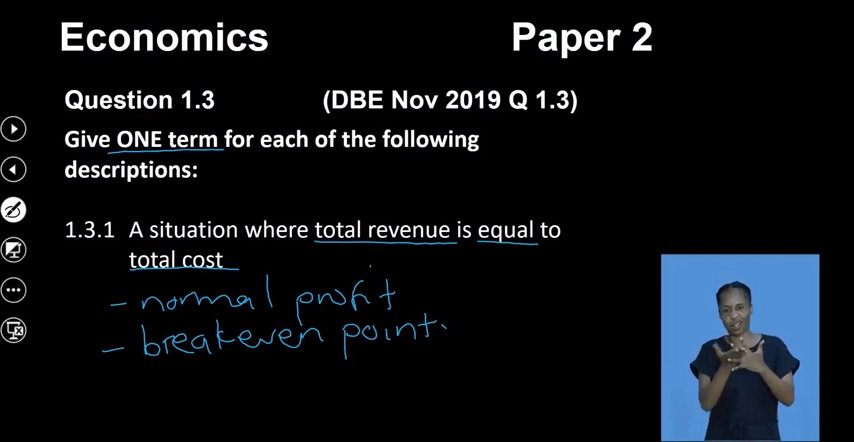 Economics Paper 2
Question 1.3 (DBE Nov 2019 Q 1.3)
Give ONE term for each of the following
descriptions:
1.3.1 A situation where total revenue is equal to
total cost
- normal profit
- breakeven point.